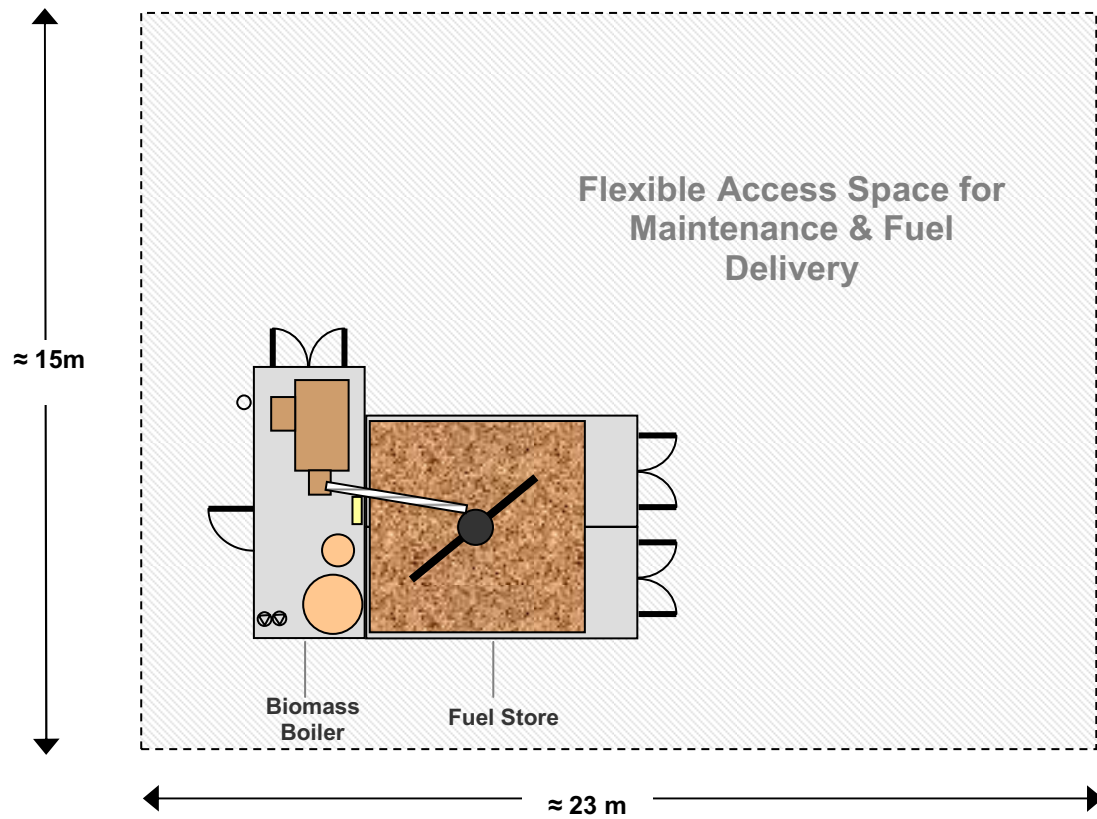 Flexible Access Space for
Maintenance & Fuel
Delivery
≈ 15m
Biomass
Boiler
Fuel Store
≈ 23 m